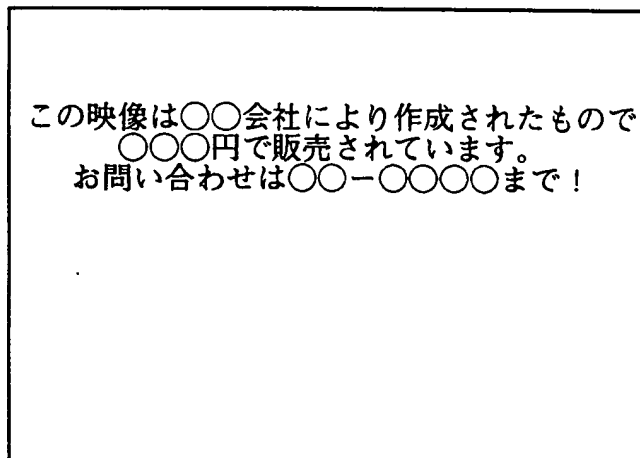 この映像は○○会社により作成されたもので
○○○円で販売されています。
お問い合わせは○○－○○○○まで！